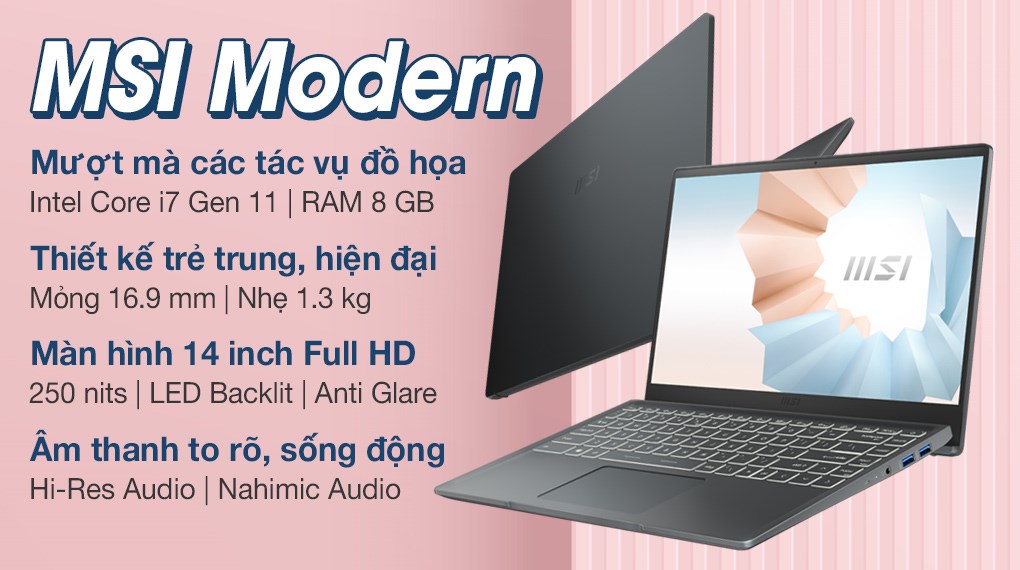 MSI Modern
Mượt mà các tác vụ đồ họa
Intel Core i7 Gen 11 | RAM 8 GB
Thiết kế trẻ trung, hiện đại
Mỏng 16.9 mm | Nhẹ 1.3 kg
Màn hình 14 inch Full HD
250 nits | LED Backlit | Anti Glare
Âm thanh to rõ, sống động
Hi-Res Audio | Nahimic Audio
MSI
MSI
MSI